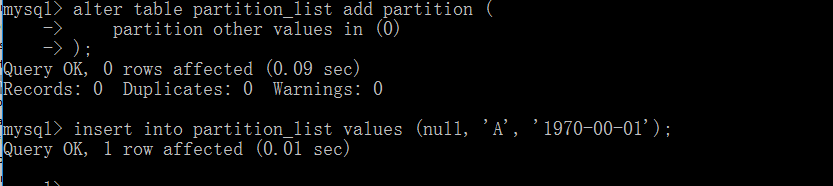 mysql> alter table partition_list add partition (
    ->     partition other values in (0)
    -> );
Query OK, 0 rows affected (0.09 sec)
Records: 0  Duplicates: 0  Warnings: 0
mysql> insert into partition_list values (null, 'A', '1970-00-01');
Query OK, 1 row affected (0.01 sec)